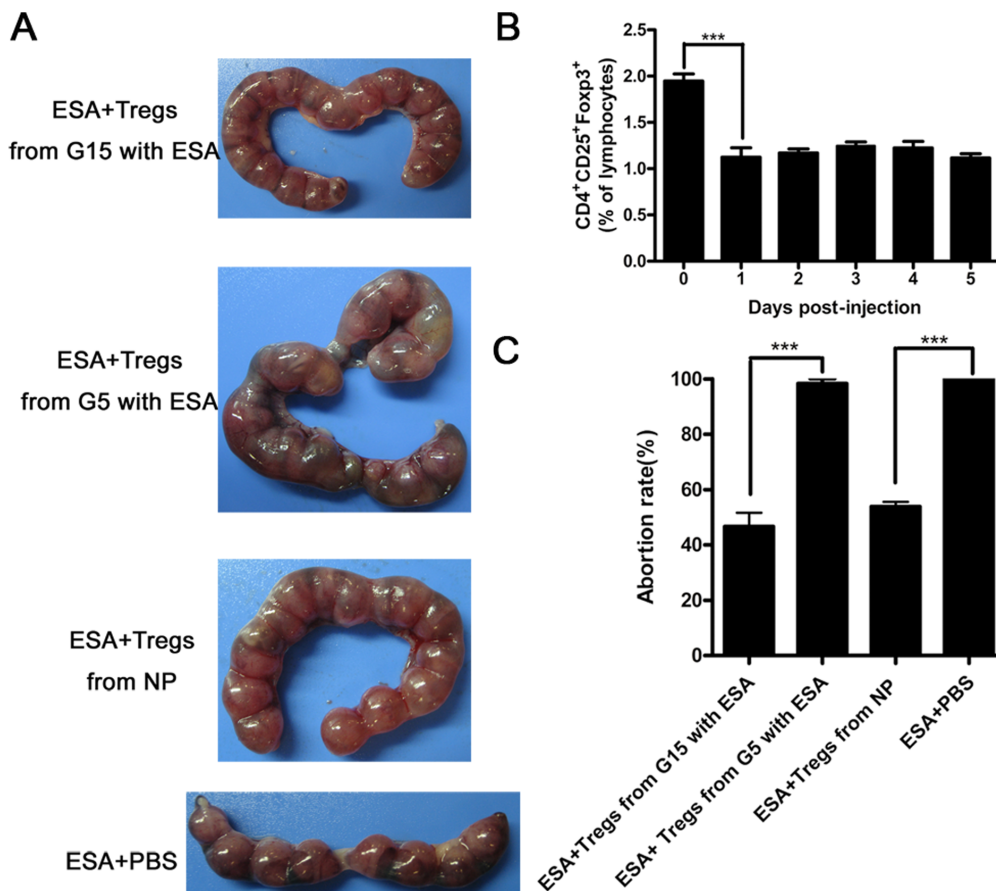 A
ESA+Tregs
from G15 with ESA
ESA+Tregs
from G5 with ESA
ESA+Tregs
from NP
ESA+PBS
B
CD4+CD25+Foxp3+
(% of lymphocytes)
2.5
2.0
1.5
1.0
0.5
0.0
***
0 1 2 3 4 5
Days post-injection
C
Abortion rate(%)
100
80
60
40
20
0
***
***
ESA+Tregs from G15 with ESA
ESA+ Tregs from G5 with ESA
ESA+Tregs from NP
ESA+PBS